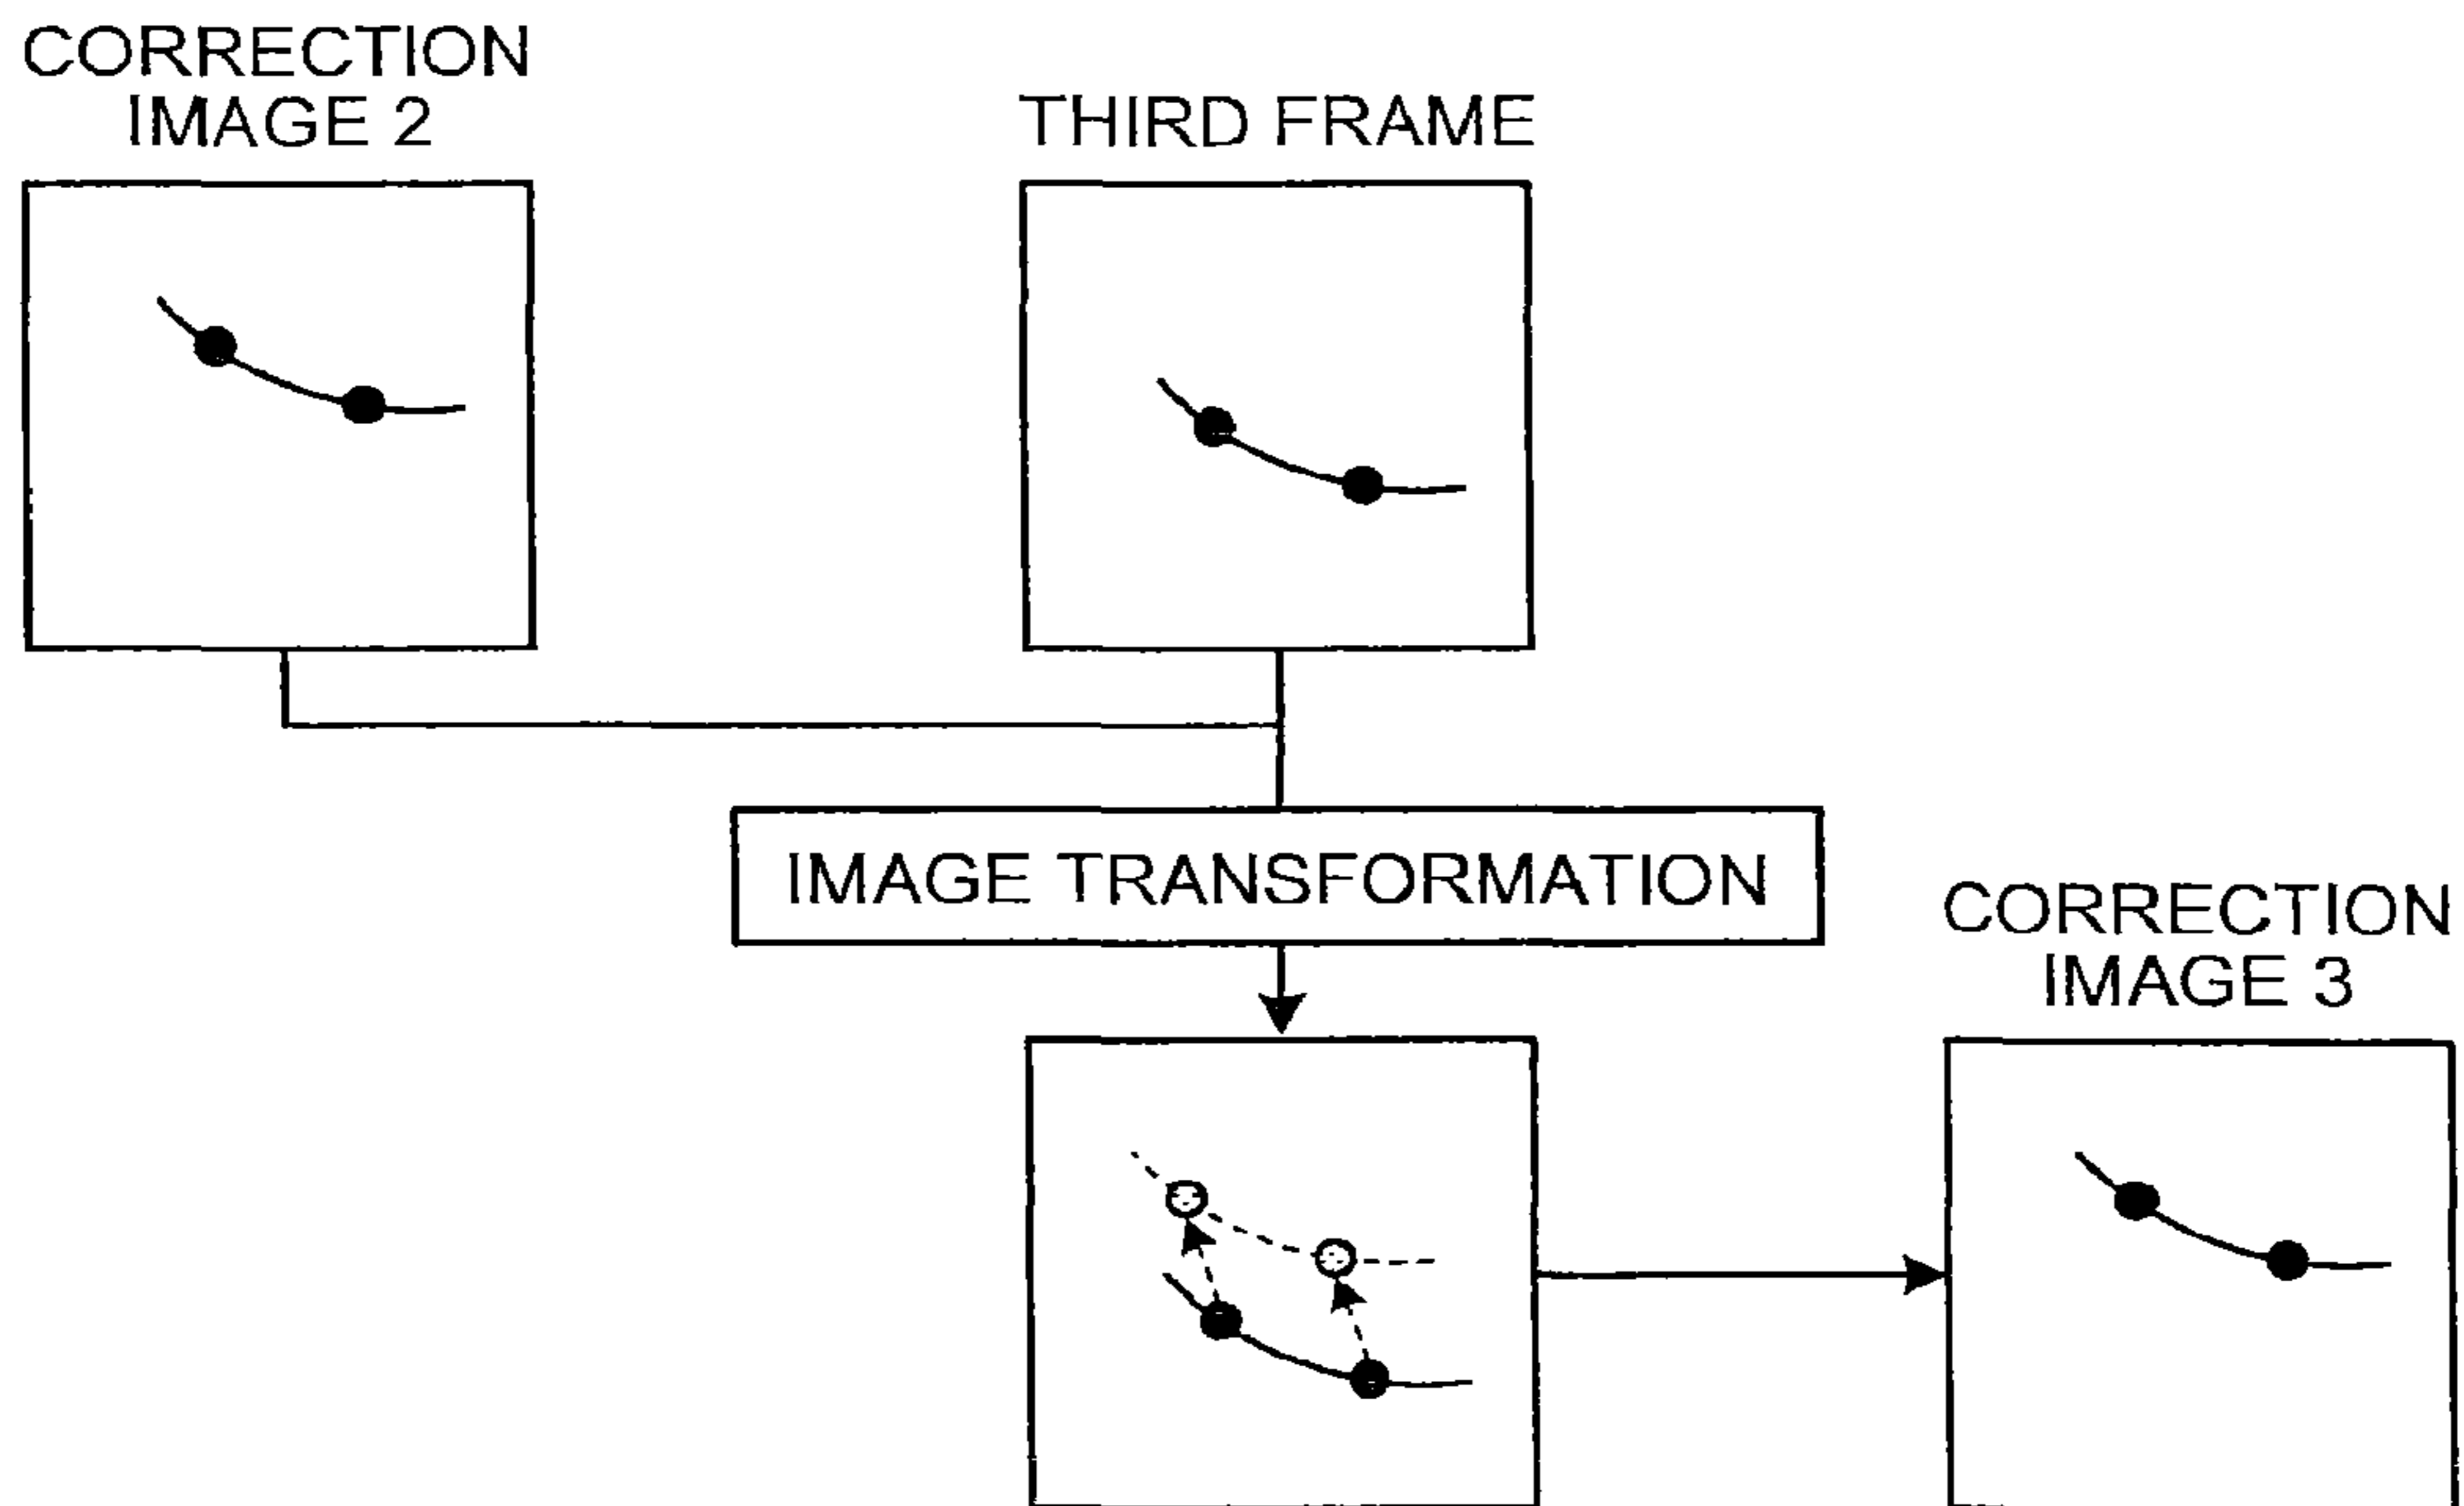 CORRECTION
IMAGE 2
THIRD FRAME
IMAGE TRANSFORMATION
CORRECTION
IMAGE 3